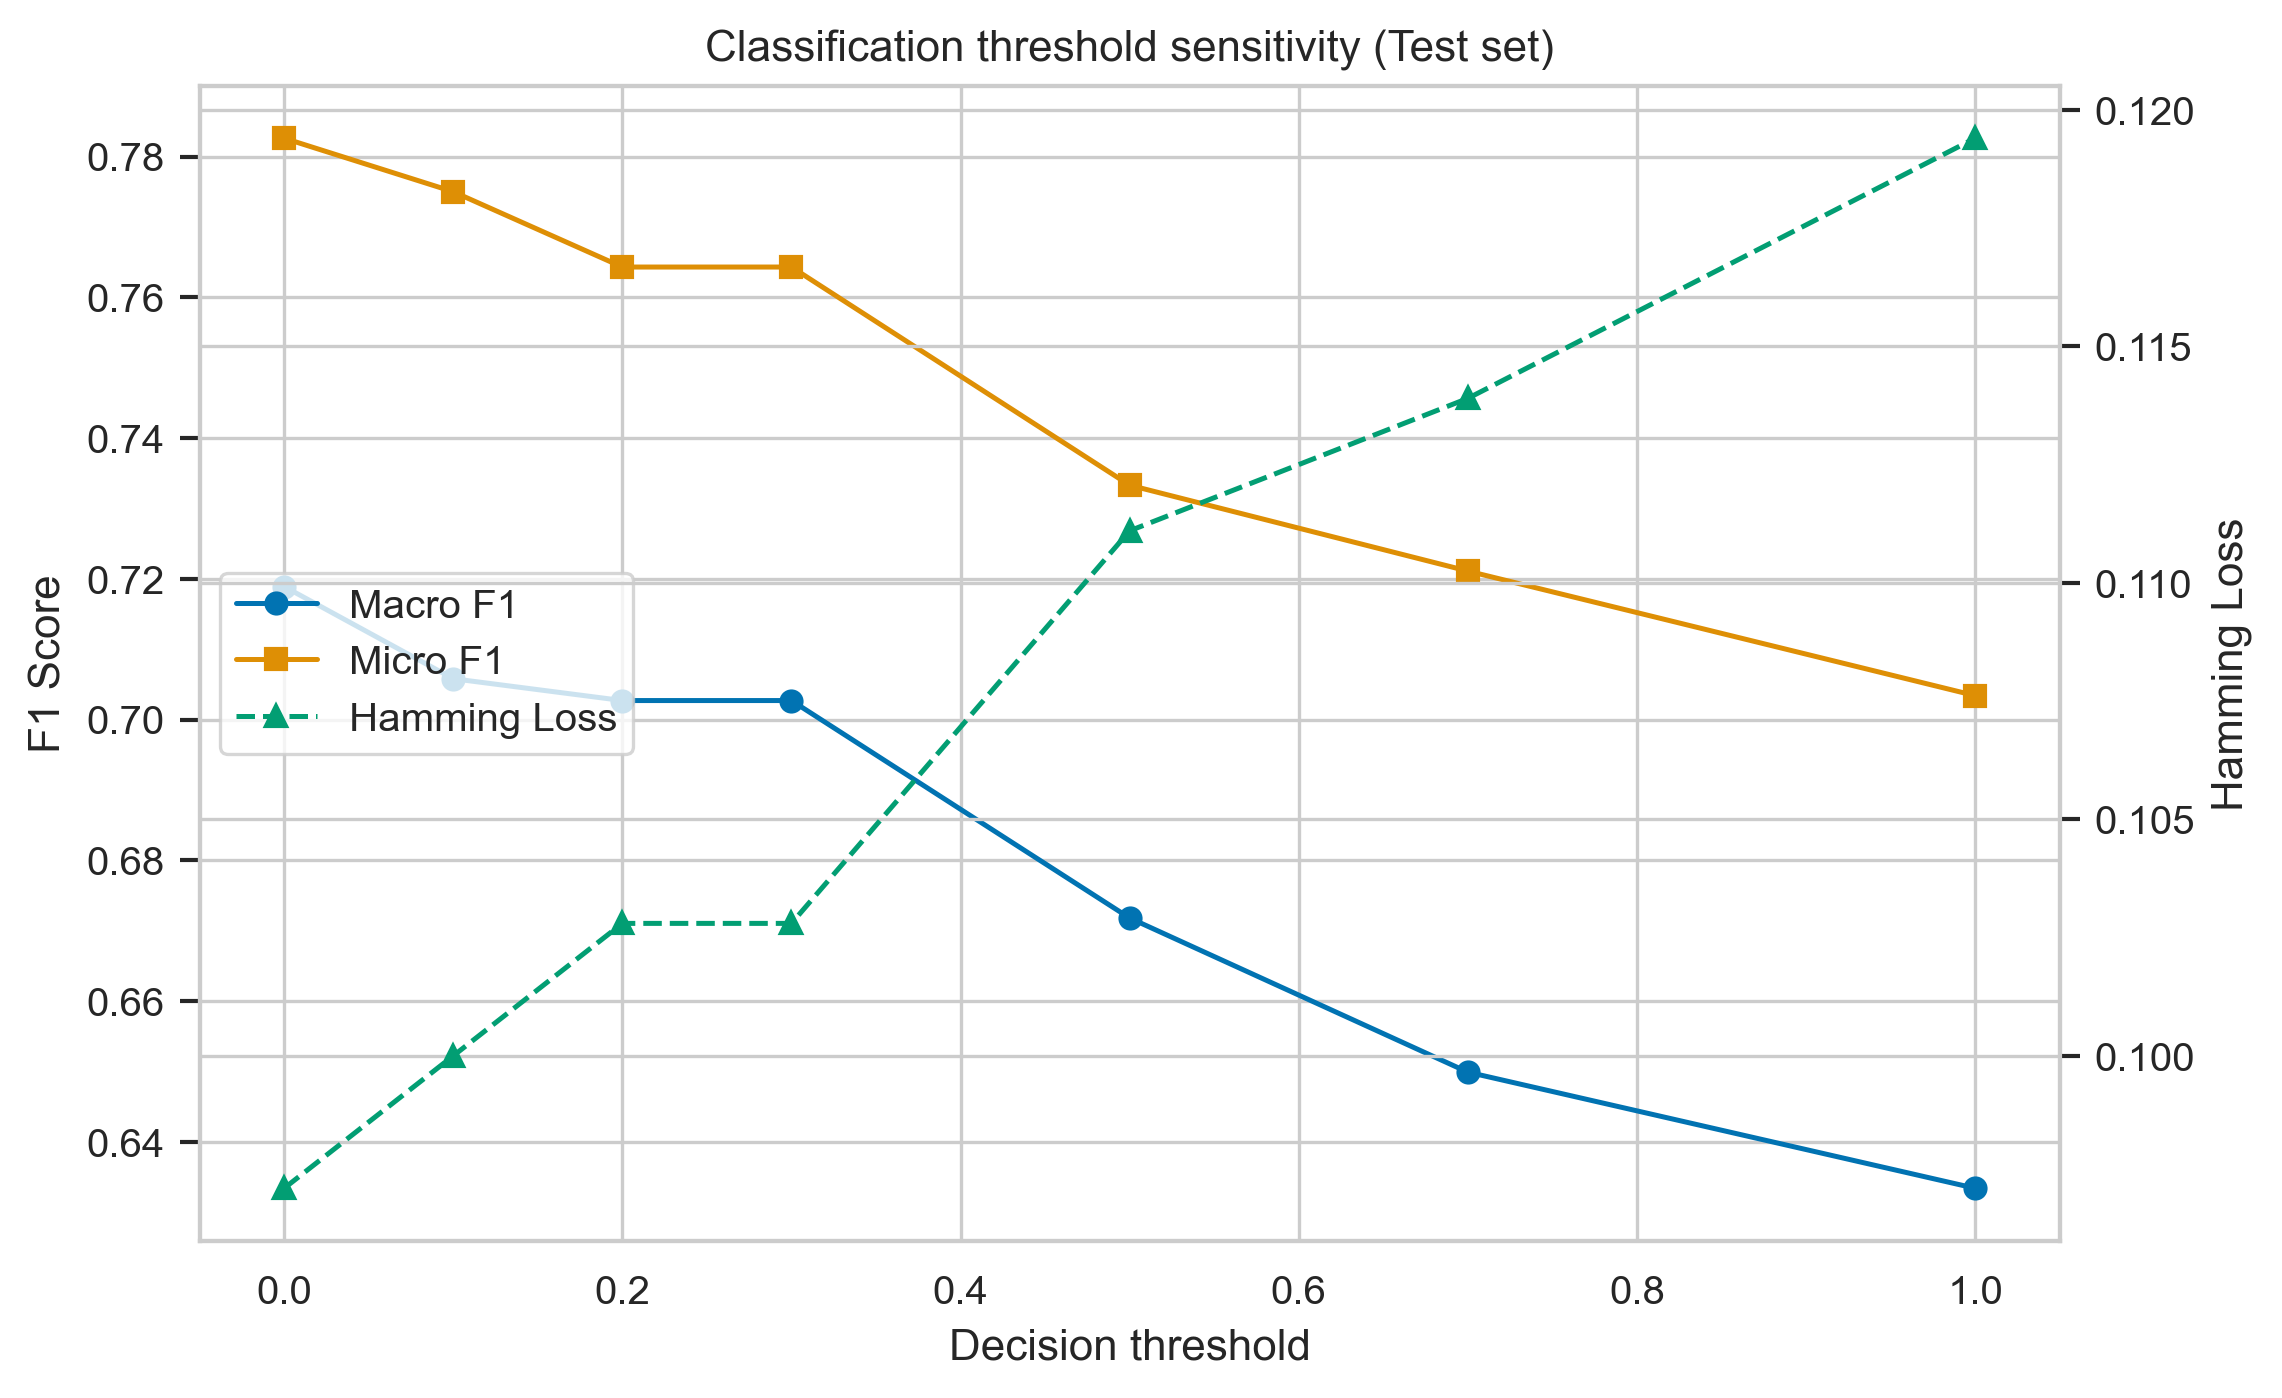 Classification threshold sensitivity (Test set)
0.78
0.76
0.74
0.72
0.70
0.68
0.66
0.64
F1 Score
Macro F1
Micro F1
Hamming Loss
0.120
0.115
0.110
0.105
0.100
Hamming Loss
0.0 0.2 0.4 0.6 0.8 1.0
Decision threshold